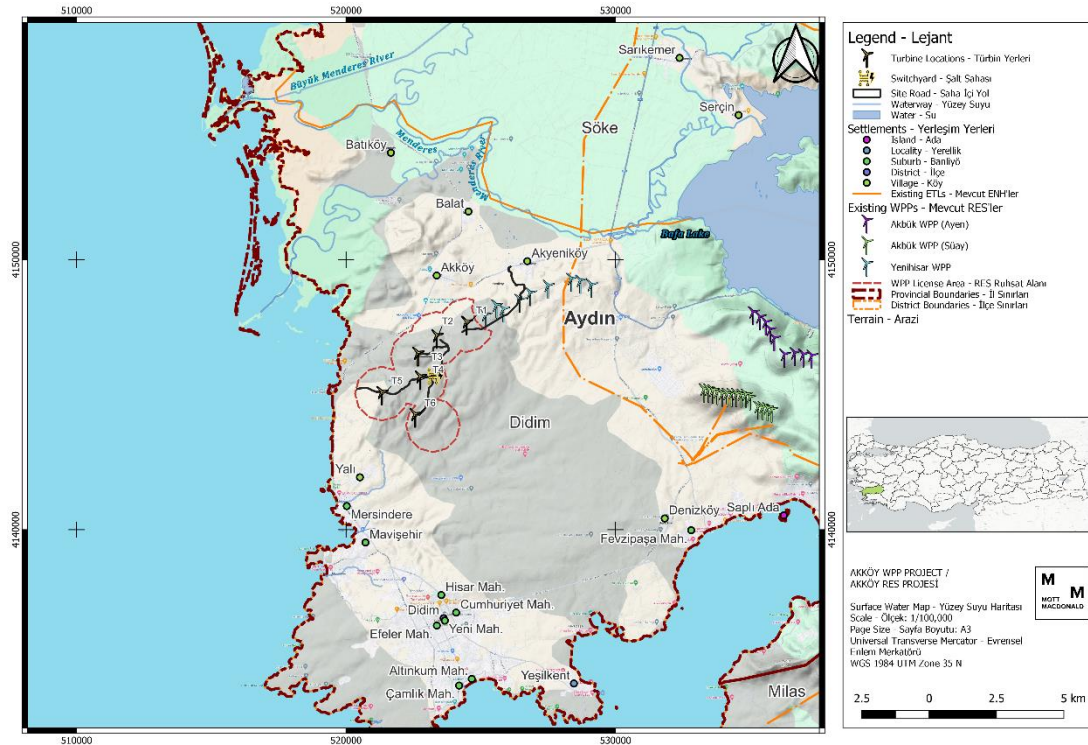 510000
520000
530000
4150000
4140000
Sarıkemer
Serçin
Söke
Büyük Menderes River
Menderes
Menderes River
Batıköy
Balat
Bafa Lake
Akköy
Akyeniköy
Aydın
T1
T2
T3
T4
T5
T6
Didim
Yalı
Mersindere
Mavişehir
Denizköy
Saplı Ada
Fevzipaşa Mah.
Hisar Mah.
Didim
Cumhuriyet Mah.
Efeler Mah.
Yeni Mah.
Altınkum Mah.
Çamlık Mah.
Yeşilkent
Milas
4150000
4140000
510000
520000
530000
Legend - Lejant
Turbine Locations - Türbin Yerleri
Switchyard - Şalt Sahası
Site Road - Saha İçi Yol
Waterway - Yüzey Suyu
Water - Su
Settlements - Yerleşim Yerleri
Island - Ada
Locality - Yerellik
Suburb - Banliyö
District - İlçe
Village - Köy
Existing ETLs - Mevcut ENH'ler
Existing WPPs - Mevcut RES'ler
Akbük WPP (Ayen)
Akbük WPP (Süay)
Yenihisar WPP
WPP License Area - RES Ruhsat Alanı
Provincial Boundaries - İl Sınırları
District Boundaries - İlçe Sınırları
Terrain - Arazi
AKKÖY WPP PROJECT /
AKKÖY RES PROJESİ
M
M
MOTT
MACDONALD
Surface Water Map - Yüzey Suyu Haritası
Scale - Ölçek: 1/100,000
Page Size - Sayfa Boyutu: A3
Universal Transverse Mercator - Evrensel
Enlem Merkatörü
WGS 1984 UTM Zone 35 N
2.5 0 2.5 5 km